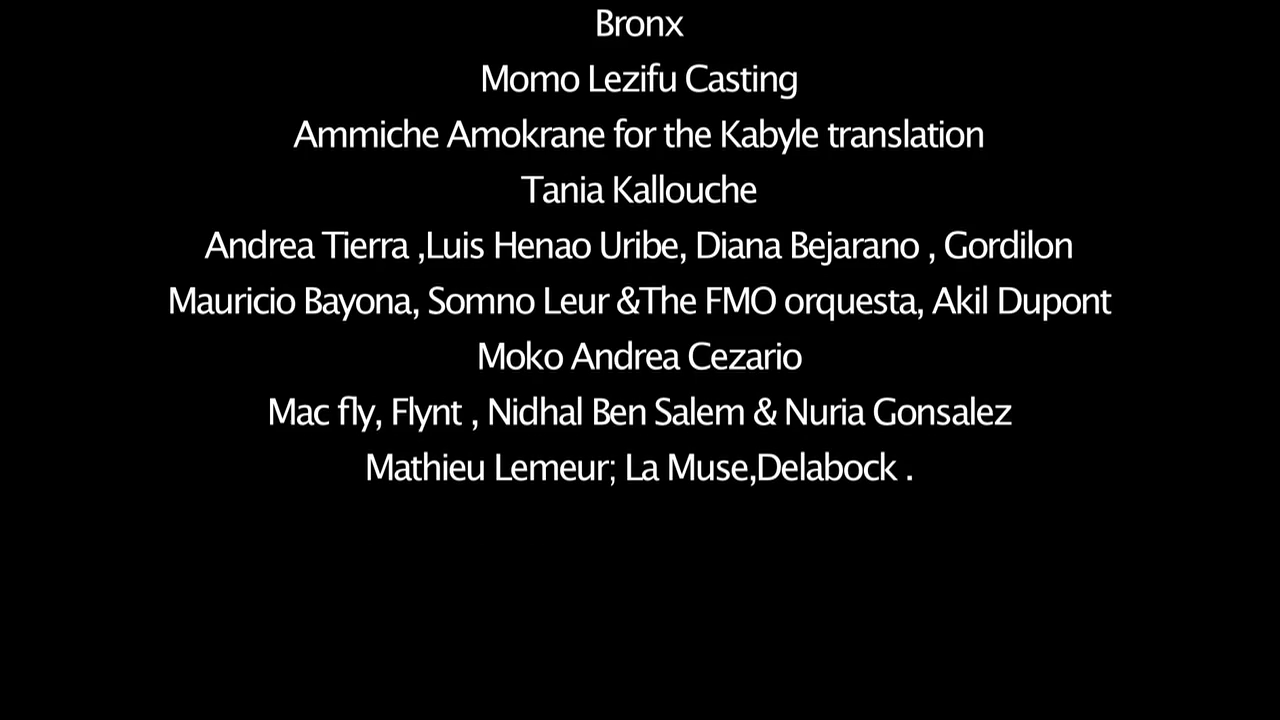 Bronx
Momo Lezifu Casting
Ammiche Amokrane for the Kabyle translation
Tania Kallouche
Andrea Tierra ,Luis Henao Uribe, Diana Bejarano , Gordilon
Mauricio Bayona, Somno Leur &The FMO orquesta, Akil Dupont
Moko Andrea Cezario
Mac fly, Flynt , Nidhal Ben Salem & Nuria Gonsalez
Mathieu Lemeur; La Muse,Delabock .